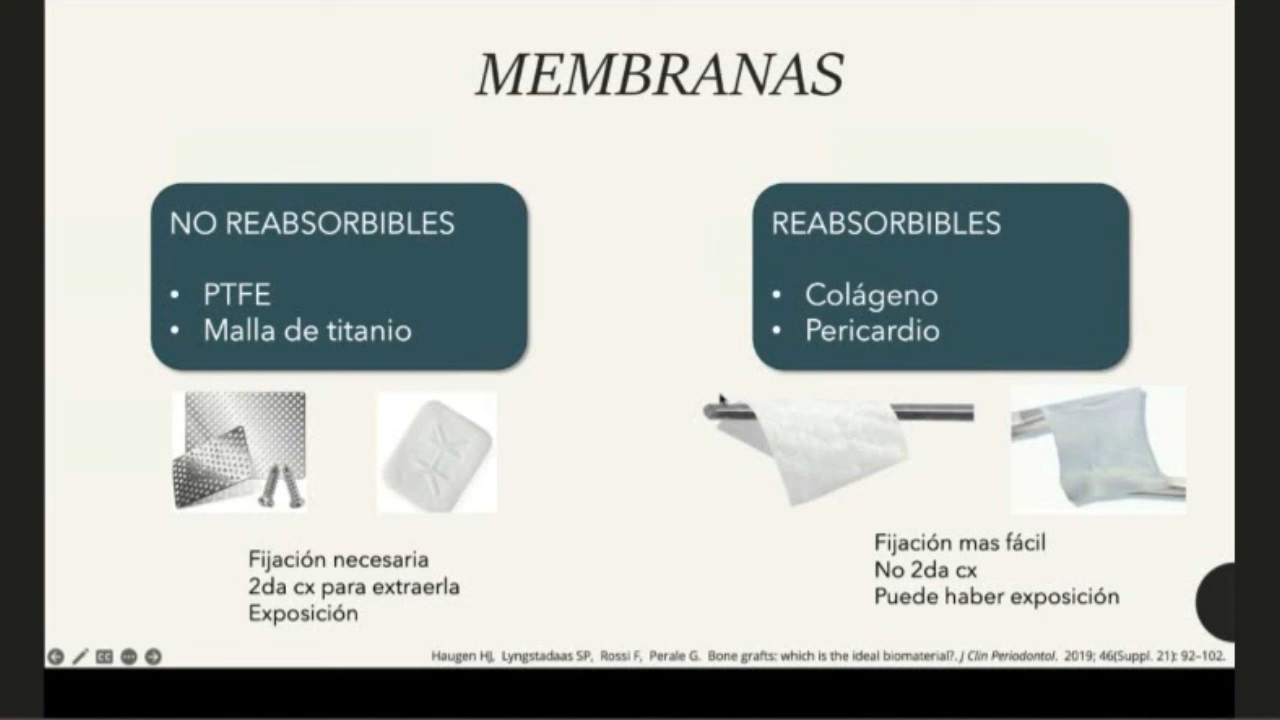 MEMBRANAS
NO REABSORBIBLES
• PTFE
• Malla de titanio
REABSORBIBLES
• Colágeno
• Pericardio
Fijación necesaria
2da cx para extraerla
Exposición
Fijación mas fácil
No 2da cx
Puede haber exposición
Haugen HJ, Lyngstadaas SP, Rossi F, Perale G. Bone grafts: which is the ideal biomaterial?. J Clin Periodontol. 2019; 46(Suppl. 21): 92–102.